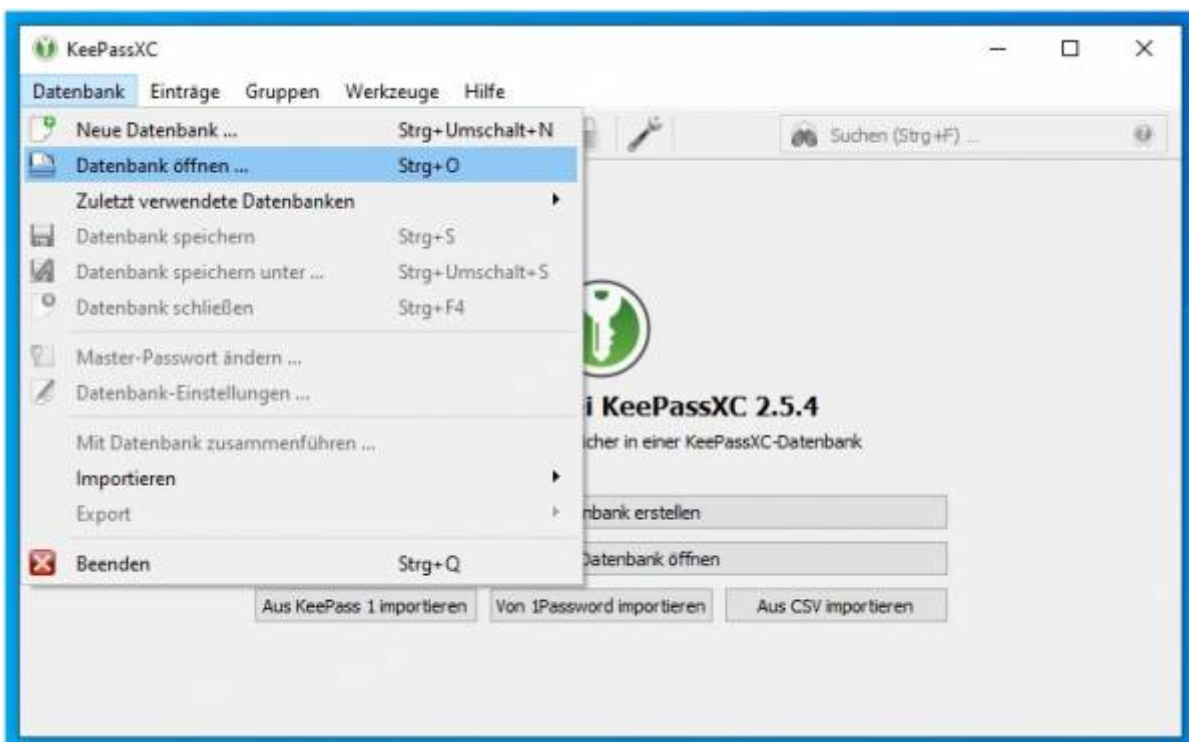 KeePassXC
Datenbank Einträge Gruppen Werkzeuge Hilfe
Suchen (Strg+F) ...
Neue Datenbank ... Strg+Umschalt+N
Datenbank öffnen ... Strg+O
Zuletzt verwendete Datenbanken
Datenbank speichern Strg+S
Datenbank speichern unter ... Strg+Umschalt+S
Datenbank schließen Strg+F4
Master-Passwort ändern ...
Datenbank-Einstellungen ...
Mit Datenbank zusammenführen ...
Importieren
Export
Beenden Strg+Q
i KeePassXC 2.5.4
icher in einer KeePassXC-Datenbank
nbank erstellen
Datenbank öffnen
Aus KeePass 1 importieren Von 1Password importieren Aus CSV importieren